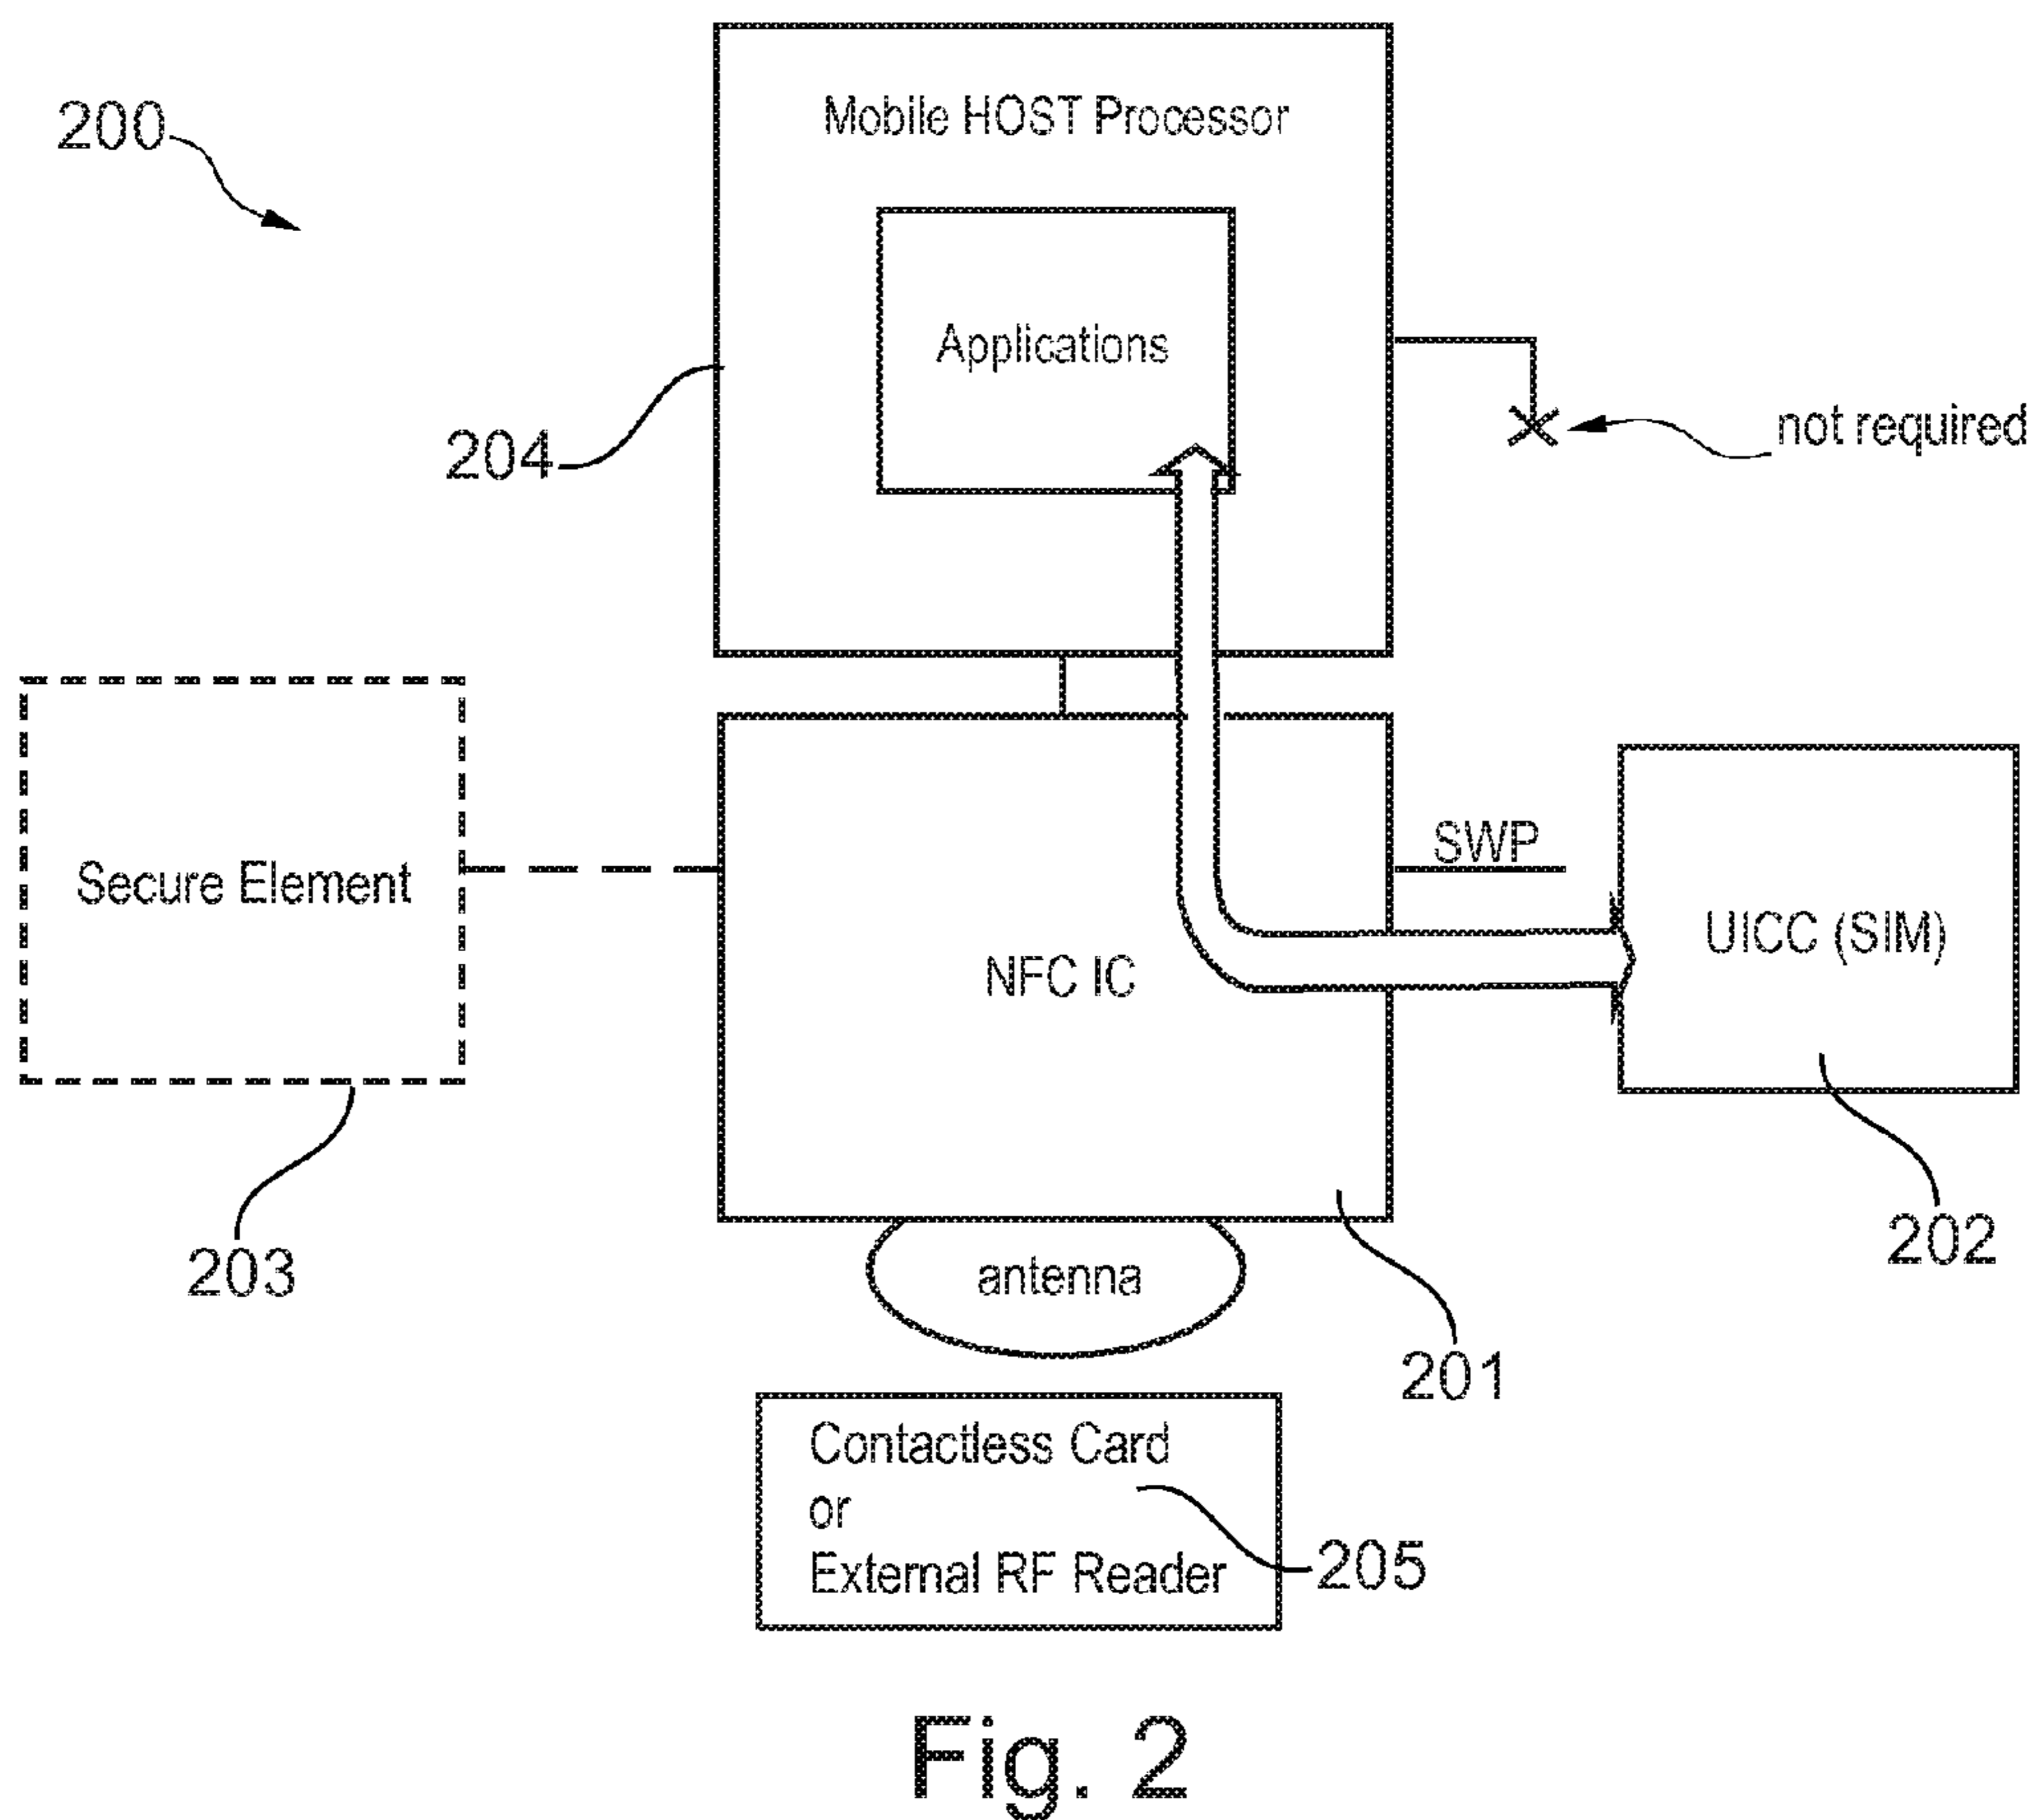 200
Mobile HOST Processor
Applications
204
not required
Secure Element
SWP
UICC (SIM)
NFC IC
203
202
antenna
201
Contactless Card
or
External RF Reader
205
Fig. 2